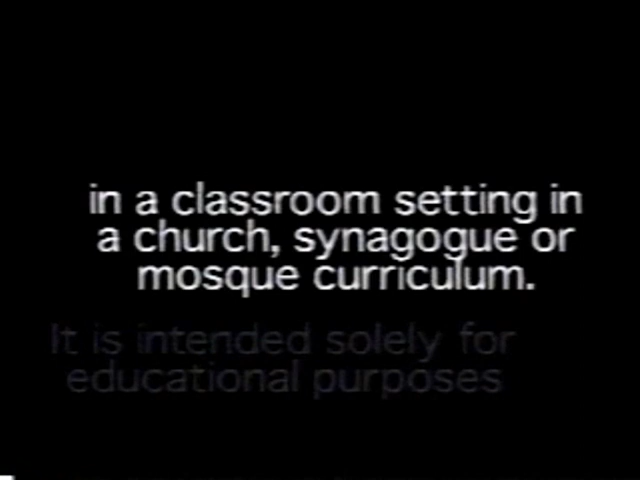 in a classroom setting in
a church, synagogue or
mosque curriculum.
It is intended solely for
educational purposes